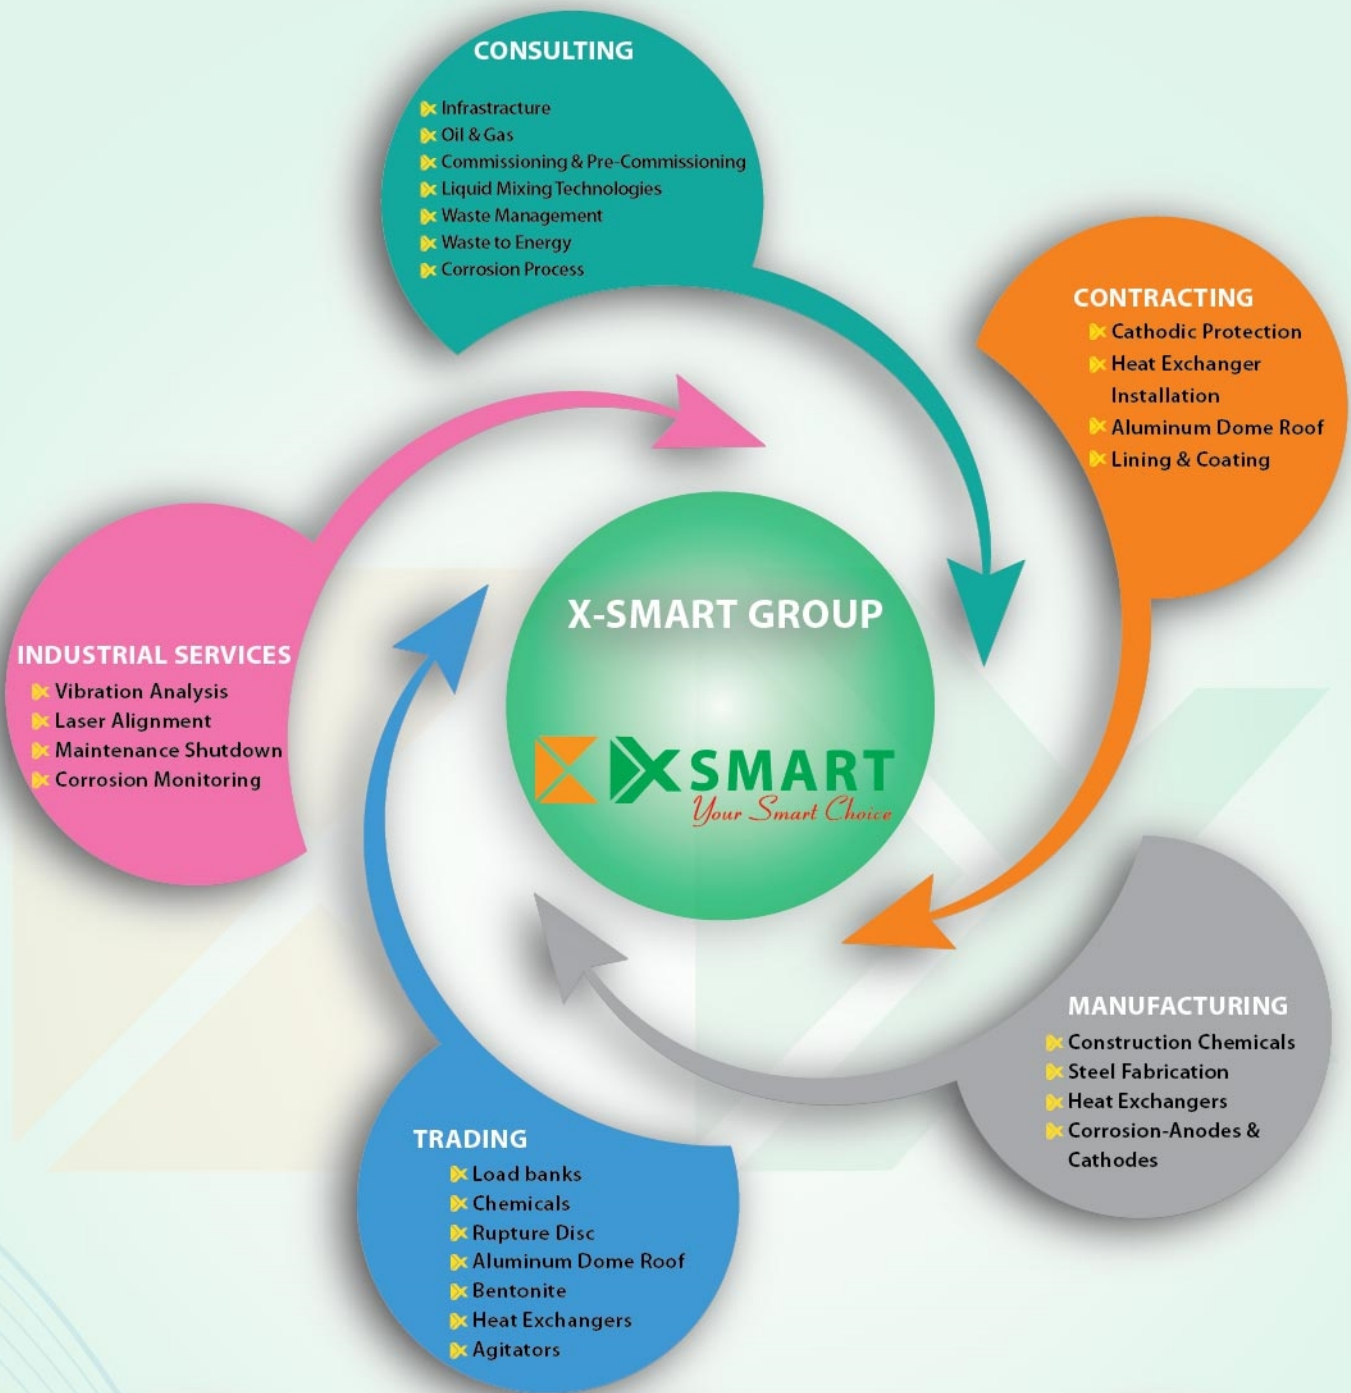 CONSULTING
Infrastracture
Oil & Gas
Commissioning & Pre-Commissioning
Liquid Mixing Technologies
Waste Management
Waste to Energy
Corrosion Process
CONTRACTING
Cathodic Protection
Heat Exchanger
Installation
Aluminum Dome Roof
Lining & Coating
X-SMART GROUP
XSMART
Your Smart Choice
INDUSTRIAL SERVICES
Vibration Analysis
Laser Alignment
Maintenance Shutdown
Corrosion Monitoring
MANUFACTURING
Construction Chemicals
Steel Fabrication
Heat Exchangers
Corrosion-Anodes &
Cathodes
TRADING
Load banks
Chemicals
Rupture Disc
Aluminum Dome Roof
Bentonite
Heat Exchangers
Agitators